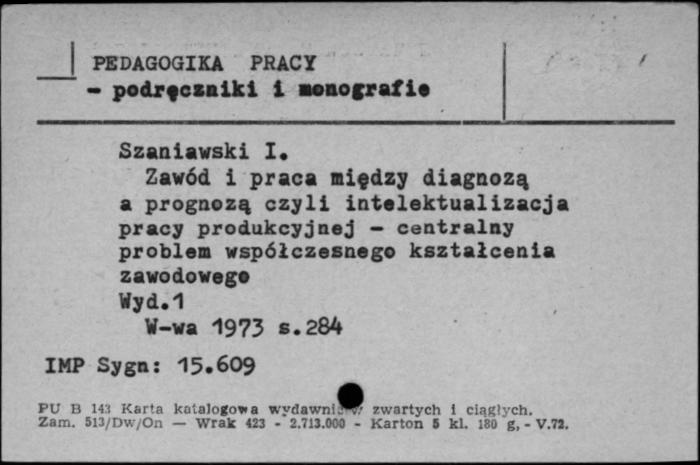 PEDAGOGIKA PRACY
- podręczniki i monografie
Szaniawski I.
Zawód i praca między diagnozą
a prognozą czyli intelektualizacja
pracy produkcyjnej - centralny
problem współczesnego kształcenia
zawodowego
Wyd.1
W-wa 1973 s.284
IMP Sygn: 15.609
PU B 143 Karta katalogowa wydawnictw zwartych i ciągłych.
Zam. 513/Dw/On — Wrak 423 - 2.713.000 - Karton 5 kl. 180 g, - V.72.